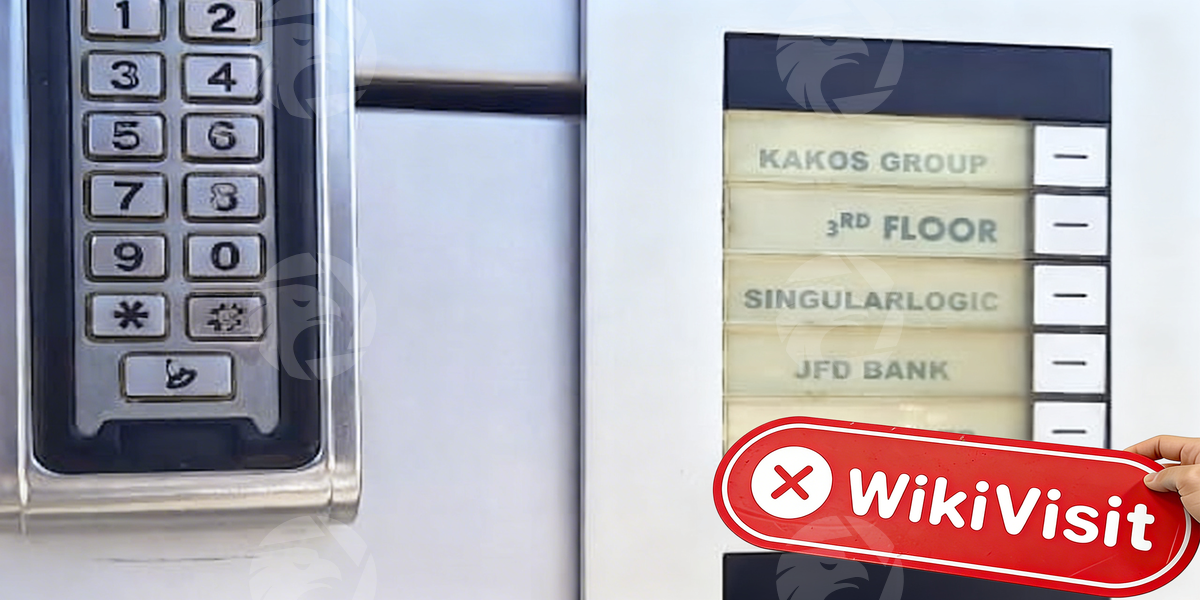 1 2
3 4
5 6
7 8
9 0
* #
KAKOS GROUP
3RD FLOOR
SINGULARLOGIC
JFD BANK
WikiVisit